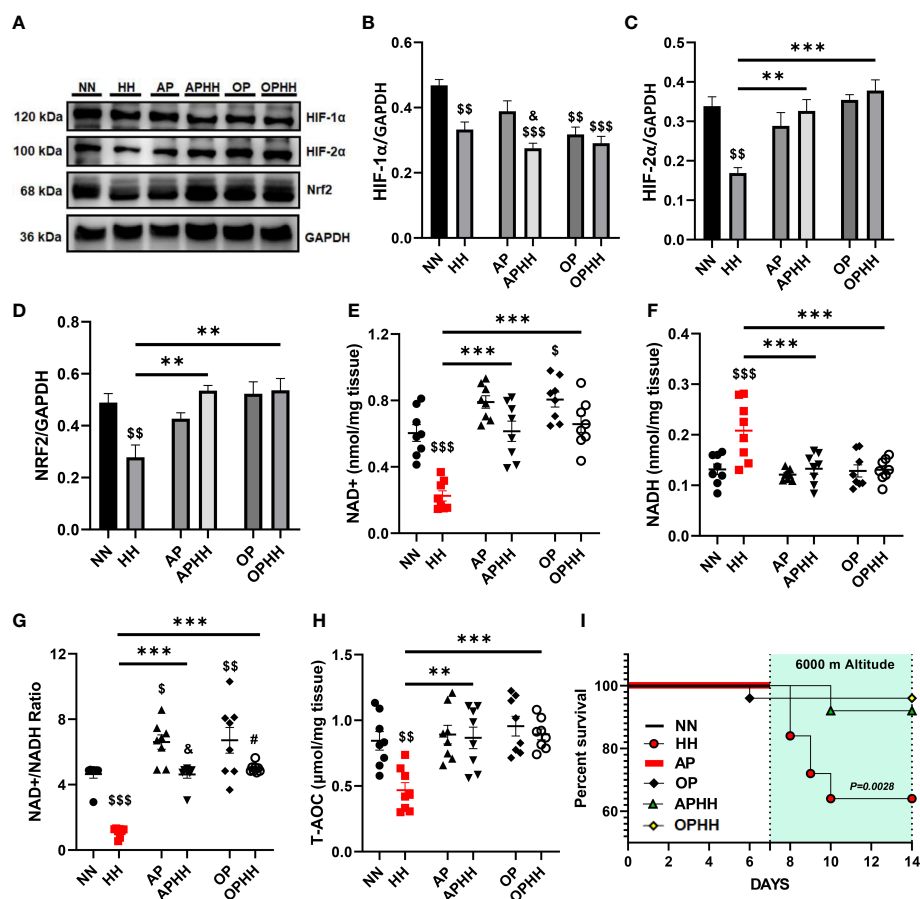 A
NN HH AP APHH OP OPHH
120 kDa HIF-1α
100 kDa HIF-2α
68 kDa Nrf2
36 kDa GAPDH
B
HIF-1α/GAPDH
0.6
0.4
0.2
0.0
$$
&
$$$
$$ $$$
NN HH AP APHH OP OPHH
C
HIF-2α/GAPDH
0.5
0.4
0.3
0.2
0.1
0.0
***
**
$$
NN HH AP APHH OP OPHH
D
NRF2/GAPDH
0.8
0.6
0.4
0.2
0.0
**
**
$$
NN HH AP APHH OP OPHH
E
NAD+ (nmol/mg tissue)
1.2
0.8
0.4
0.0
***
***
$
$$$
NN HH AP APHH OP OPHH
F
NADH (nmol/mg tissue)
0.4
0.3
0.2
0.1
0.0
***
***
$$$
NN HH AP APHH OP OPHH
G
NAD+/NADH Ratio
12
8
4
0
***
***
$$
$
&
#
$$$
NN HH AP APHH OP OPHH
H
T-AOC (μmol/mg tissue)
1.5
1.0
0.5
0.0
***
**
$$
NN HH AP APHH OP OPHH
I
Percent survival
100
80
60
6000 m Altitude
NN
HH
AP
OP
APHH
OPHH
P=0.0028
0 2 4 6 8 10 12 14
DAYS